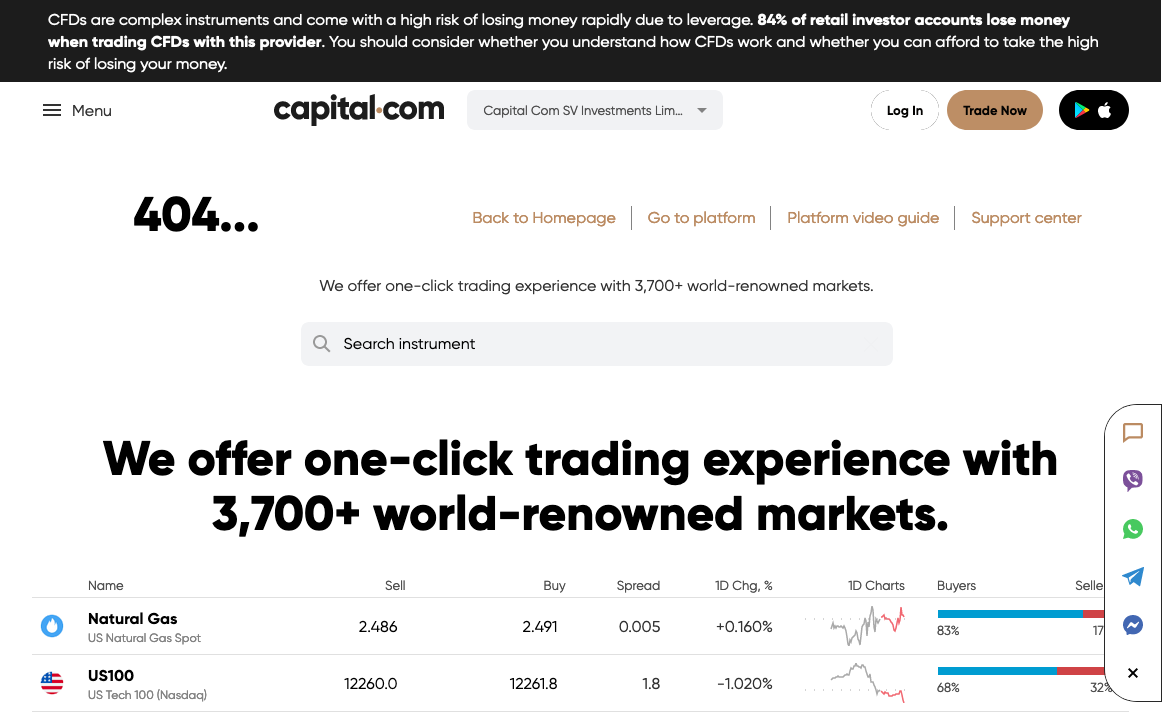 CFDs are complex instruments and come with a high risk of losing money rapidly due to leverage. 84% of retail investor accounts lose money
when trading CFDs with this provider. You should consider whether you understand how CFDs work and whether you can afford to take the high
risk of losing your money.
Menu
capital.com
Capital Com SV Investments Lim...
Log In
Trade Now
404...
Back to Homepage
Go to platform
Platform video guide
Support center
We offer one-click trading experience with 3,700+ world-renowned markets.
Search instrument
We offer one-click trading experience with
3,700+ world-renowned markets.
Name Sell Buy Spread 1D Chg, % 1D Charts Buyers Selle
Natural Gas
US Natural Gas Spot
2.486 2.491 0.005 +0.160%
83% 17
US100
US Tech 100 (Nasdaq)
12260.0 12261.8 1.8 -1.020%
68% 32%